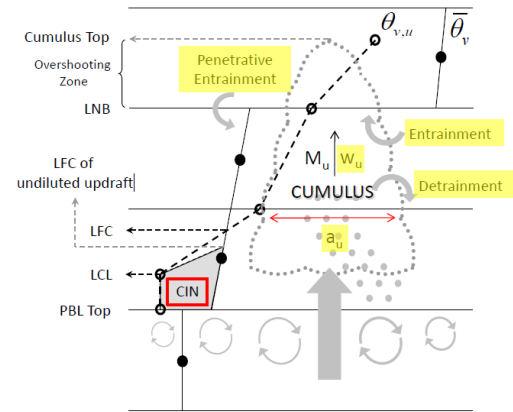 Cumulus Top
Overshooting
Zone
LNB
LFC of
undiluted updraft
LFC
LCL
PBL Top
Penetrative
Entrainment
θv,u
θ̅v
Entrainment
Mu
wu
CUMULUS
Detrainment
au
CIN